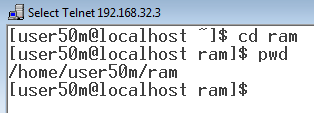 Select Telnet 192.168.32.3
[user50m@localhost ~]$ cd ram
[user50m@localhost ram]$ pwd
/home/user50m/ram
[user50m@localhost ram]$